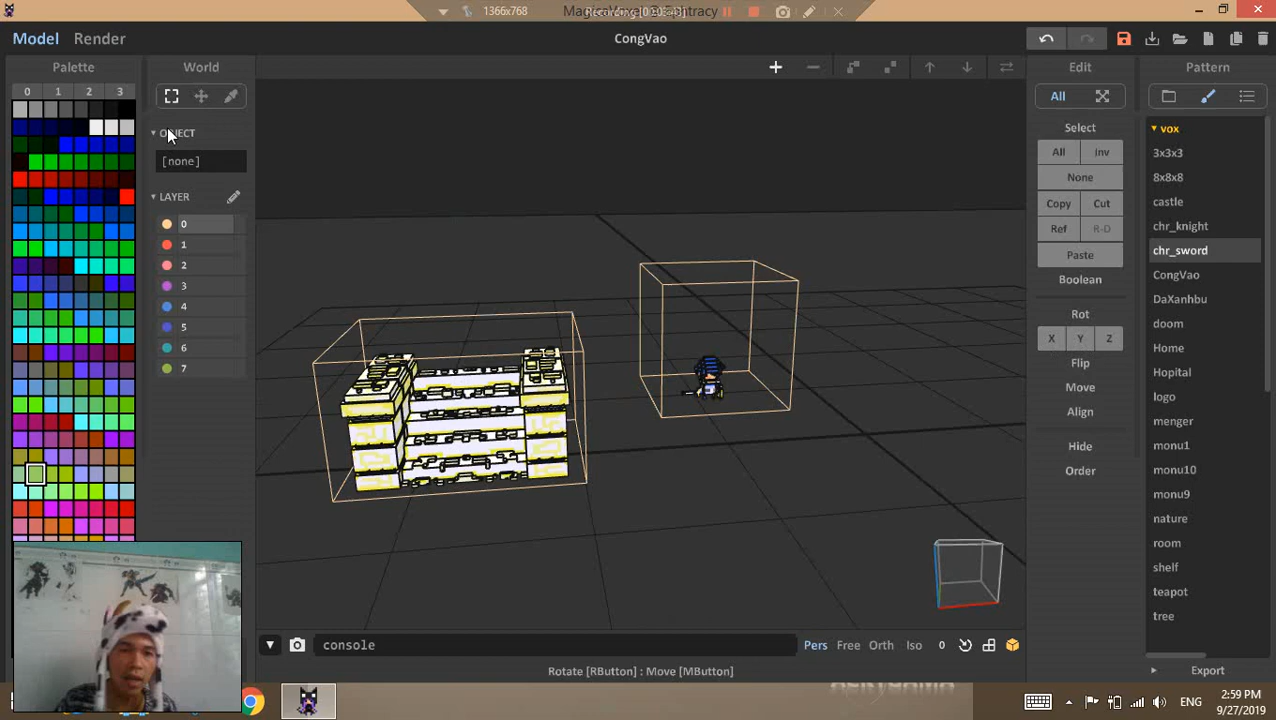 1366x768
MagicaVoxel @ Ephtracy
Recording
Model
Render
CongVao
Palette
World
Edit
Pattern
0 1 2 3
All
OBJECT
Select
vox
[none]
All
Inv
3x3x3
None
8x8x8
LAYER
Copy
Cut
castle
0
Ref
R-D
chr_knight
1
Paste
chr_sword
2
Boolean
CongVao
3
DaXanhbu
4
Rot
doom
5
X
Y
Z
Home
6
Flip
Hopital
7
Move
logo
Align
menger
Hide
monu1
Order
monu10
monu9
nature
room
shelf
teapot
tree
console
Pers
Free
Orth
Iso
0
Rotate [RButton] : Move [MButton]
Export
ENG
2:59 PM
9/27/2019